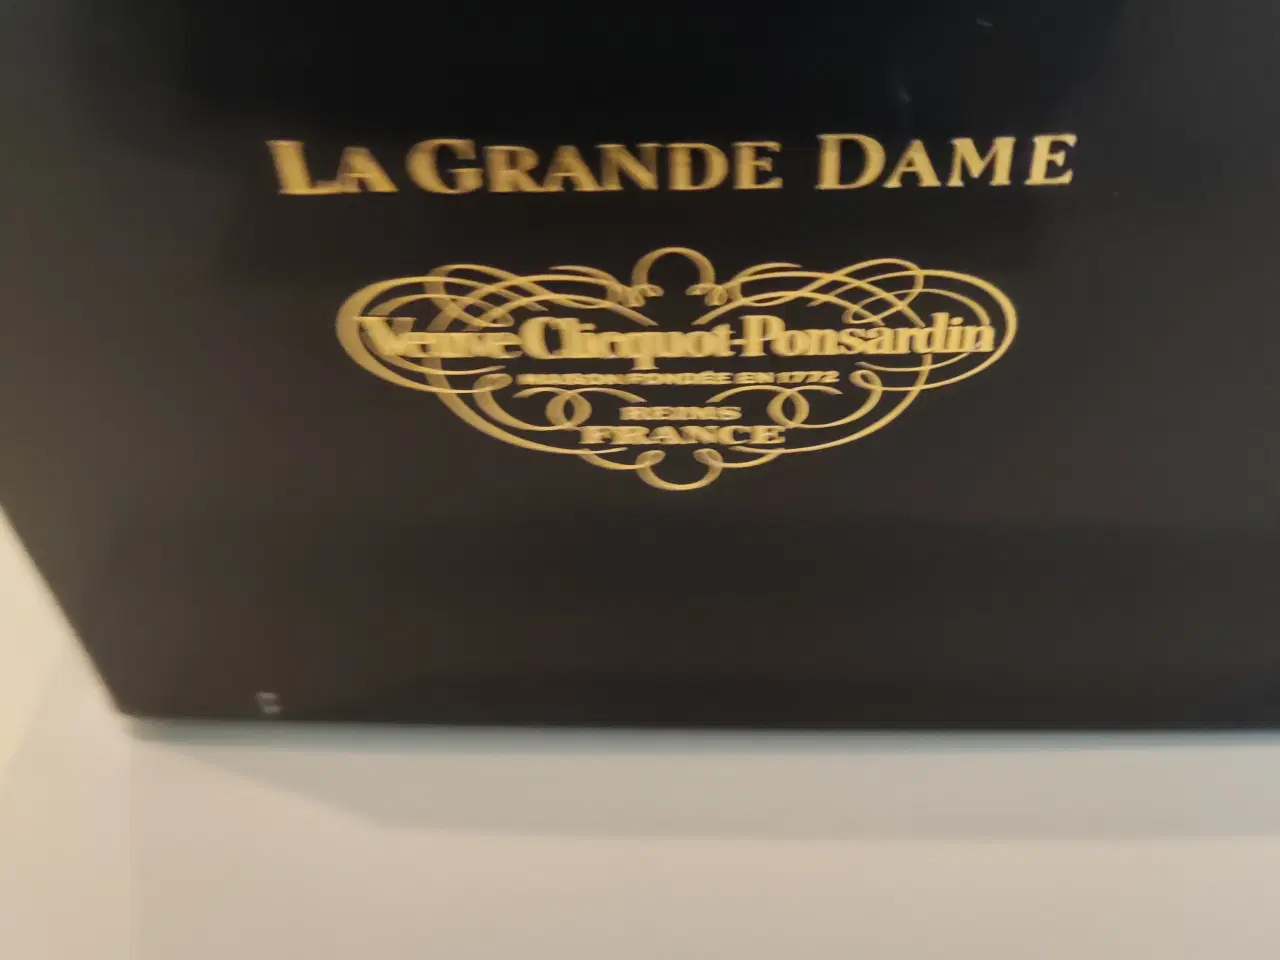 LA GRANDE DAME
Veuve Clicquot-Ponsardin
MAISON FONDÉE EN 1772
REIMS
FRANCE